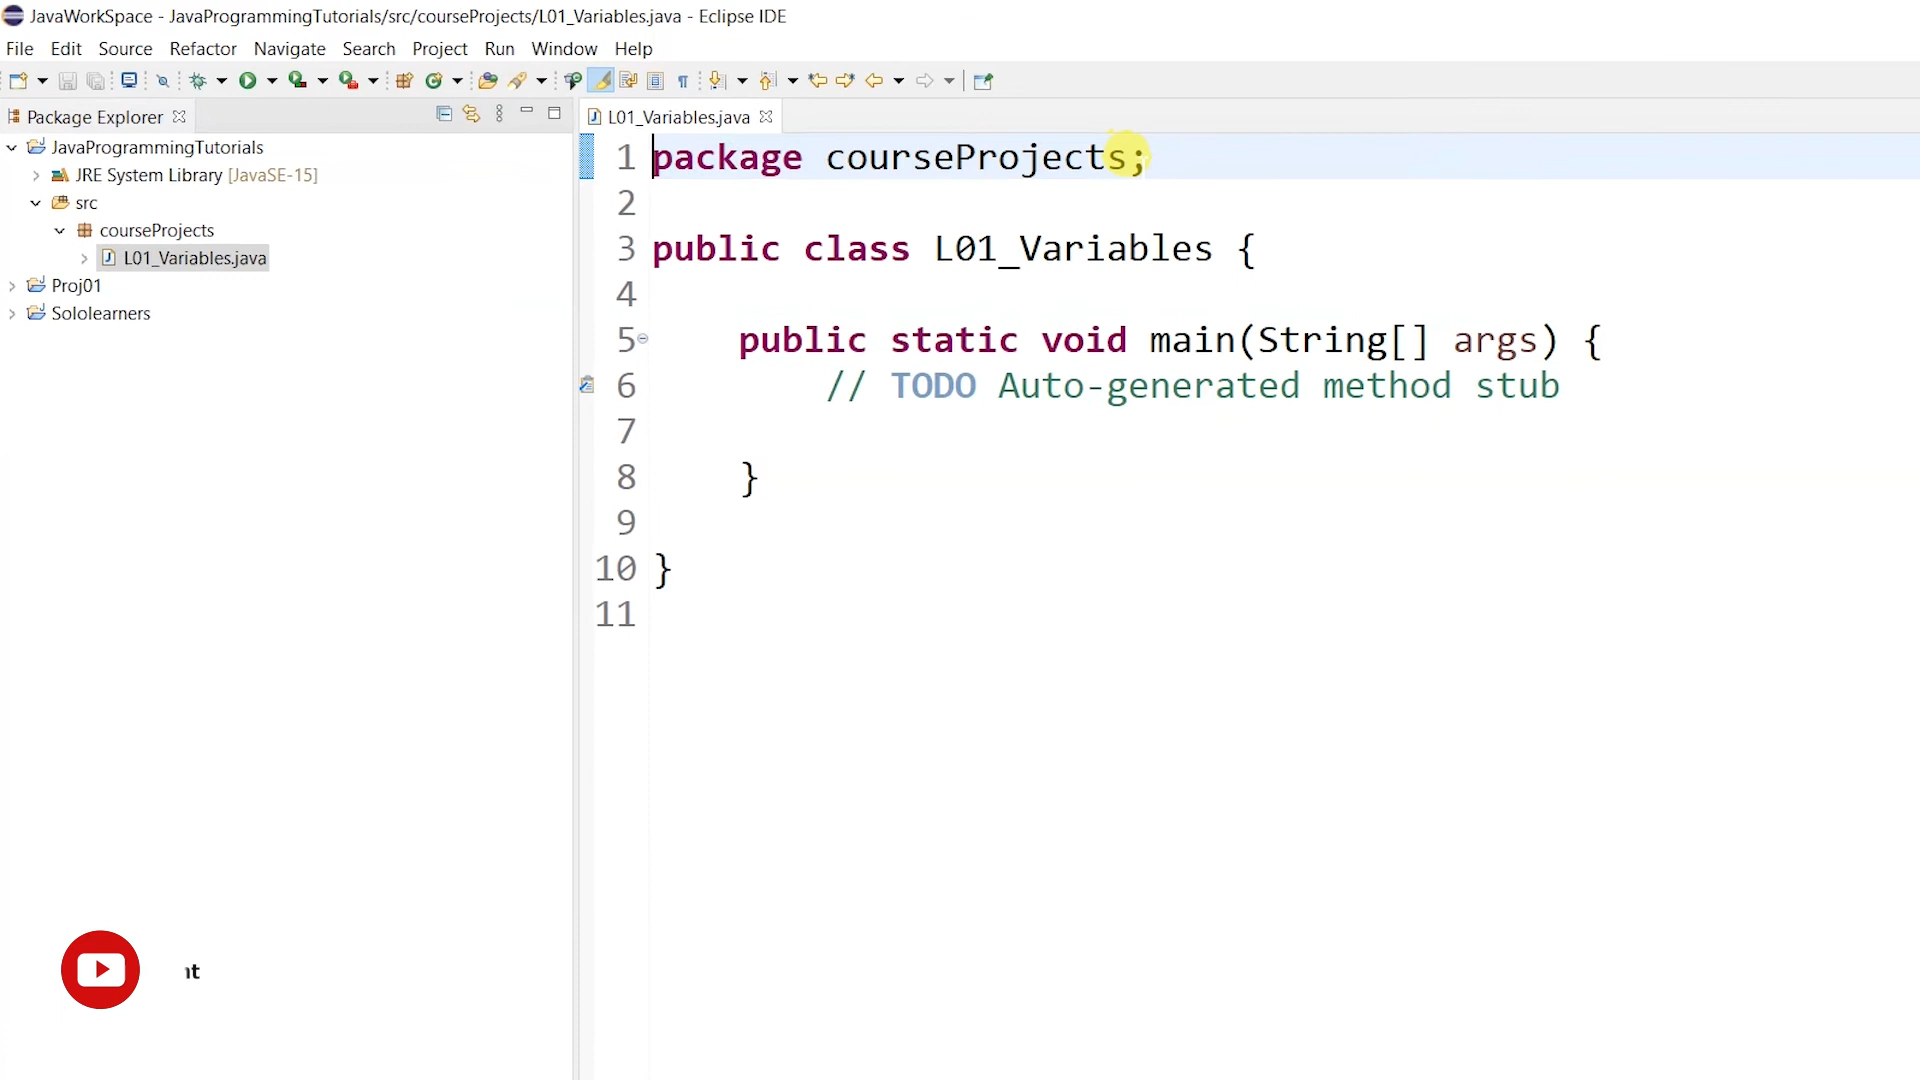 JavaWorkSpace - JavaProgrammingTutorials/src/courseProjects/L01_Variables.java - Eclipse IDE
File Edit Source Refactor Navigate Search Project Run Window Help
Package Explorer
JavaProgrammingTutorials
JRE System Library [JavaSE-15]
src
courseProjects
L01_Variables.java
Proj01
Sololearners
L01_Variables.java
1 package courseProjects;
2
3 public class L01_Variables {
4
5 public static void main(String[] args) {
6 // TODO Auto-generated method stub
7
8 }
9
10 }
11